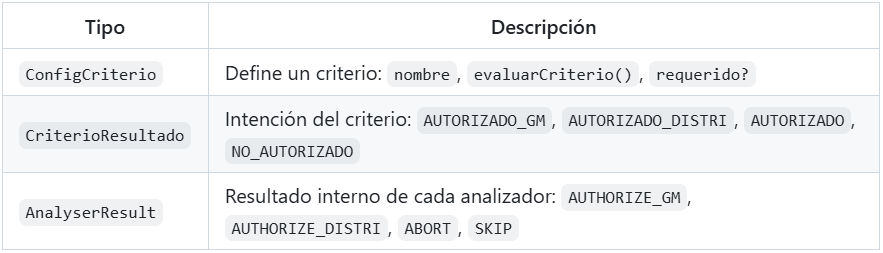 Tipo Descripción
ConfigCriterio Define un criterio: nombre, evaluarCriterio(), requerido?
CriterioResultado Intención del criterio: AUTORIZADO_GM, AUTORIZADO_DISTRI, AUTORIZADO,
NO_AUTORIZADO
AnalyserResult Resultado interno de cada analizador: AUTHORIZE_GM,
AUTHORIZE_DISTRI, ABORT, SKIP